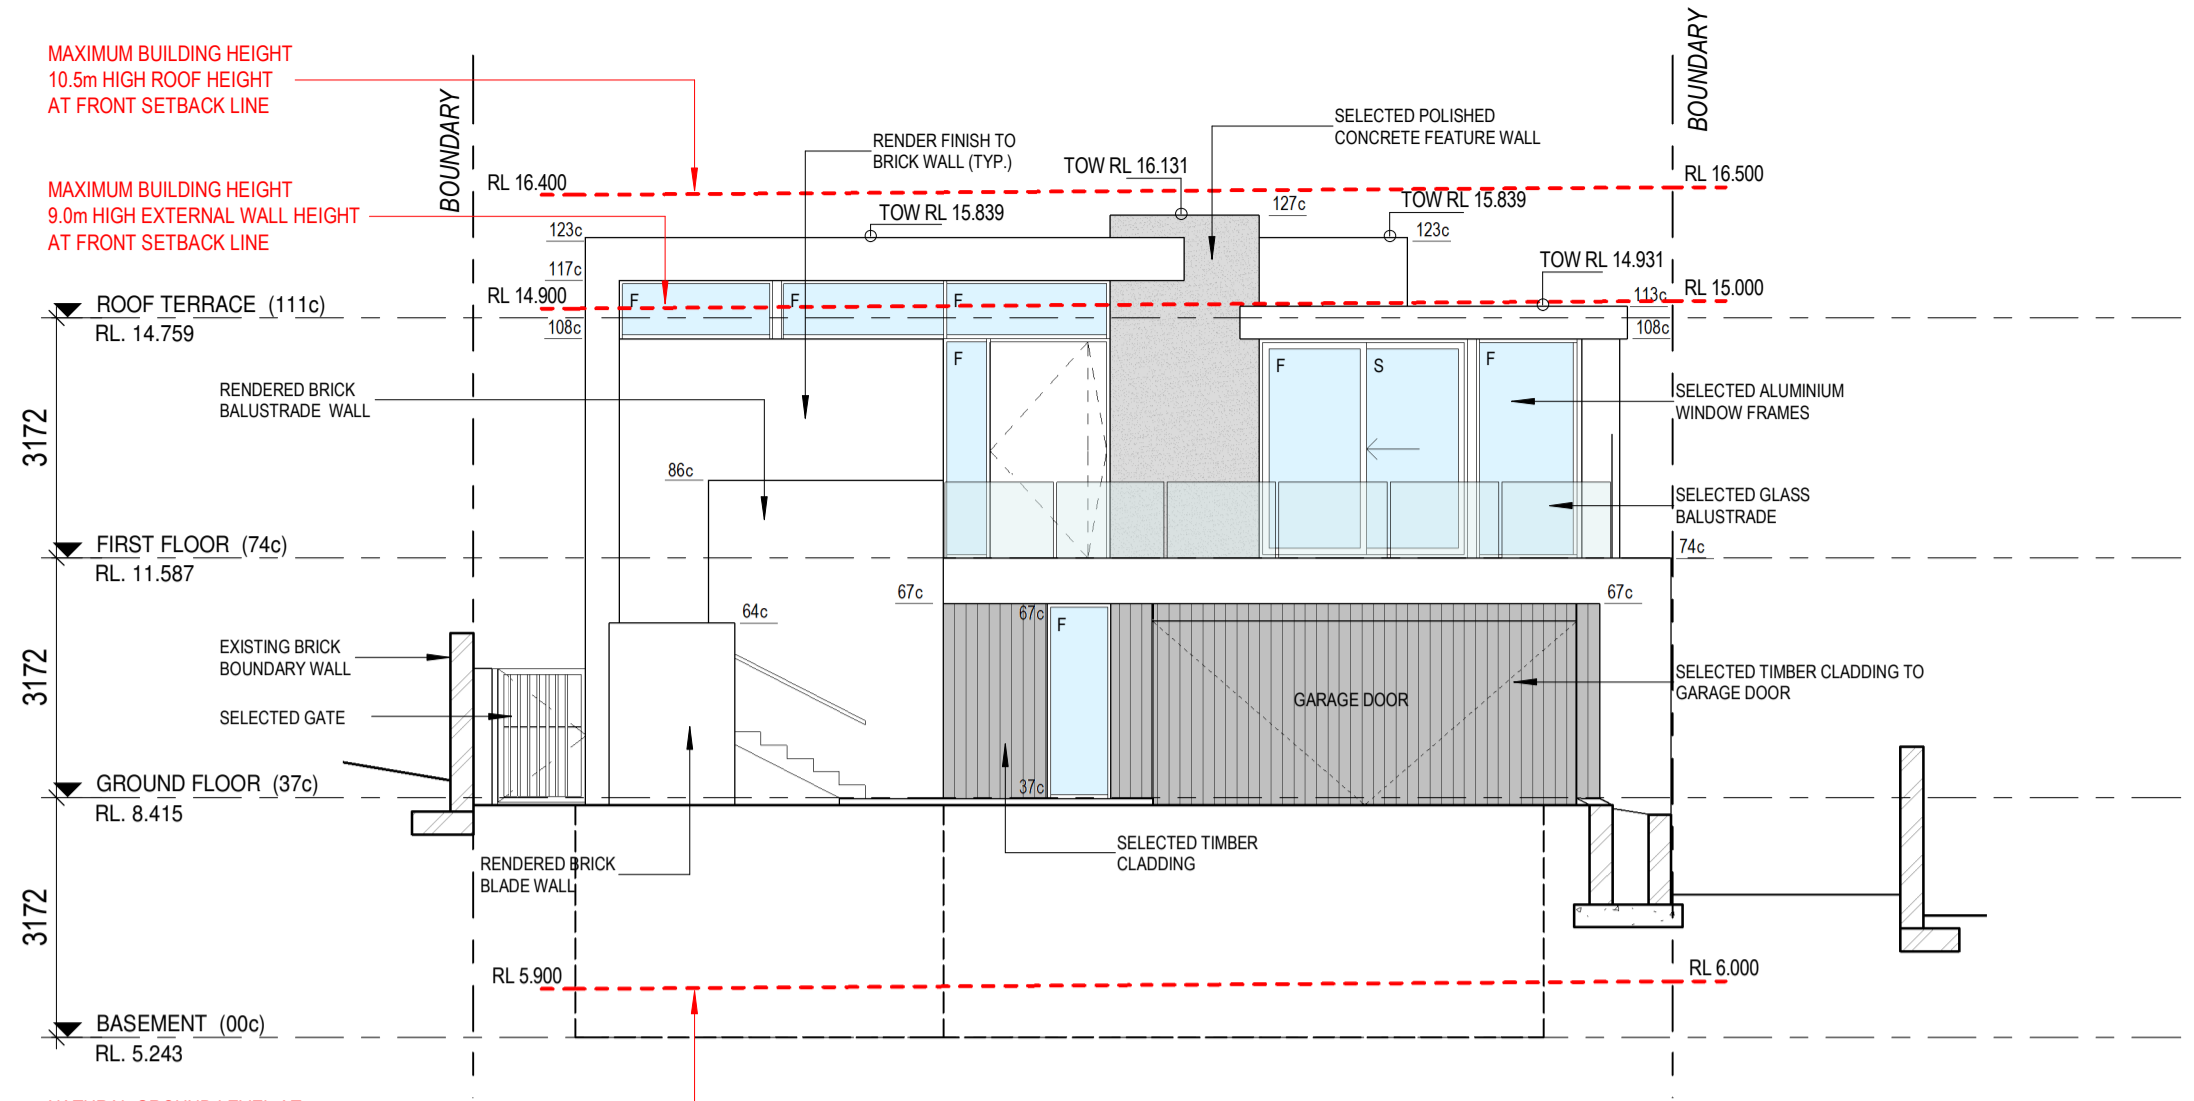 MAXIMUM BUILDING HEIGHT
10.5m HIGH ROOF HEIGHT
AT FRONT SETBACK LINE
BOUNDARY
BOUNDARY
SELECTED POLISHED
CONCRETE FEATURE WALL
RENDER FINISH TO
BRICK WALL (TYP.)
TOW RL 16.131
RL 16.400
RL 16.500
MAXIMUM BUILDING HEIGHT
9.0m HIGH EXTERNAL WALL HEIGHT
AT FRONT SETBACK LINE
TOW RL 15.839
127c
TOW RL 15.839
123c
123c
117c
TOW RL 14.931
RL 14.900
RL 15.000
113c
F
F
F
ROOF TERRACE (111c)
RL. 14.759
108c
108c
F
F
S
F
RENDERED BRICK
BALUSTRADE WALL
SELECTED ALUMINIUM
WINDOW FRAMES
3172
86c
SELECTED GLASS
BALUSTRADE
FIRST FLOOR (74c)
RL. 11.587
74c
67c
67c
64c
67c
F
EXISTING BRICK
BOUNDARY WALL
3172
SELECTED TIMBER CLADDING TO
GARAGE DOOR
GARAGE DOOR
SELECTED GATE
GROUND FLOOR (37c)
RL. 8.415
37c
SELECTED TIMBER
CLADDING
RENDERED BRICK
BLADE WALL
3172
RL 5.900
RL 6.000
BASEMENT (00c)
RL. 5.243